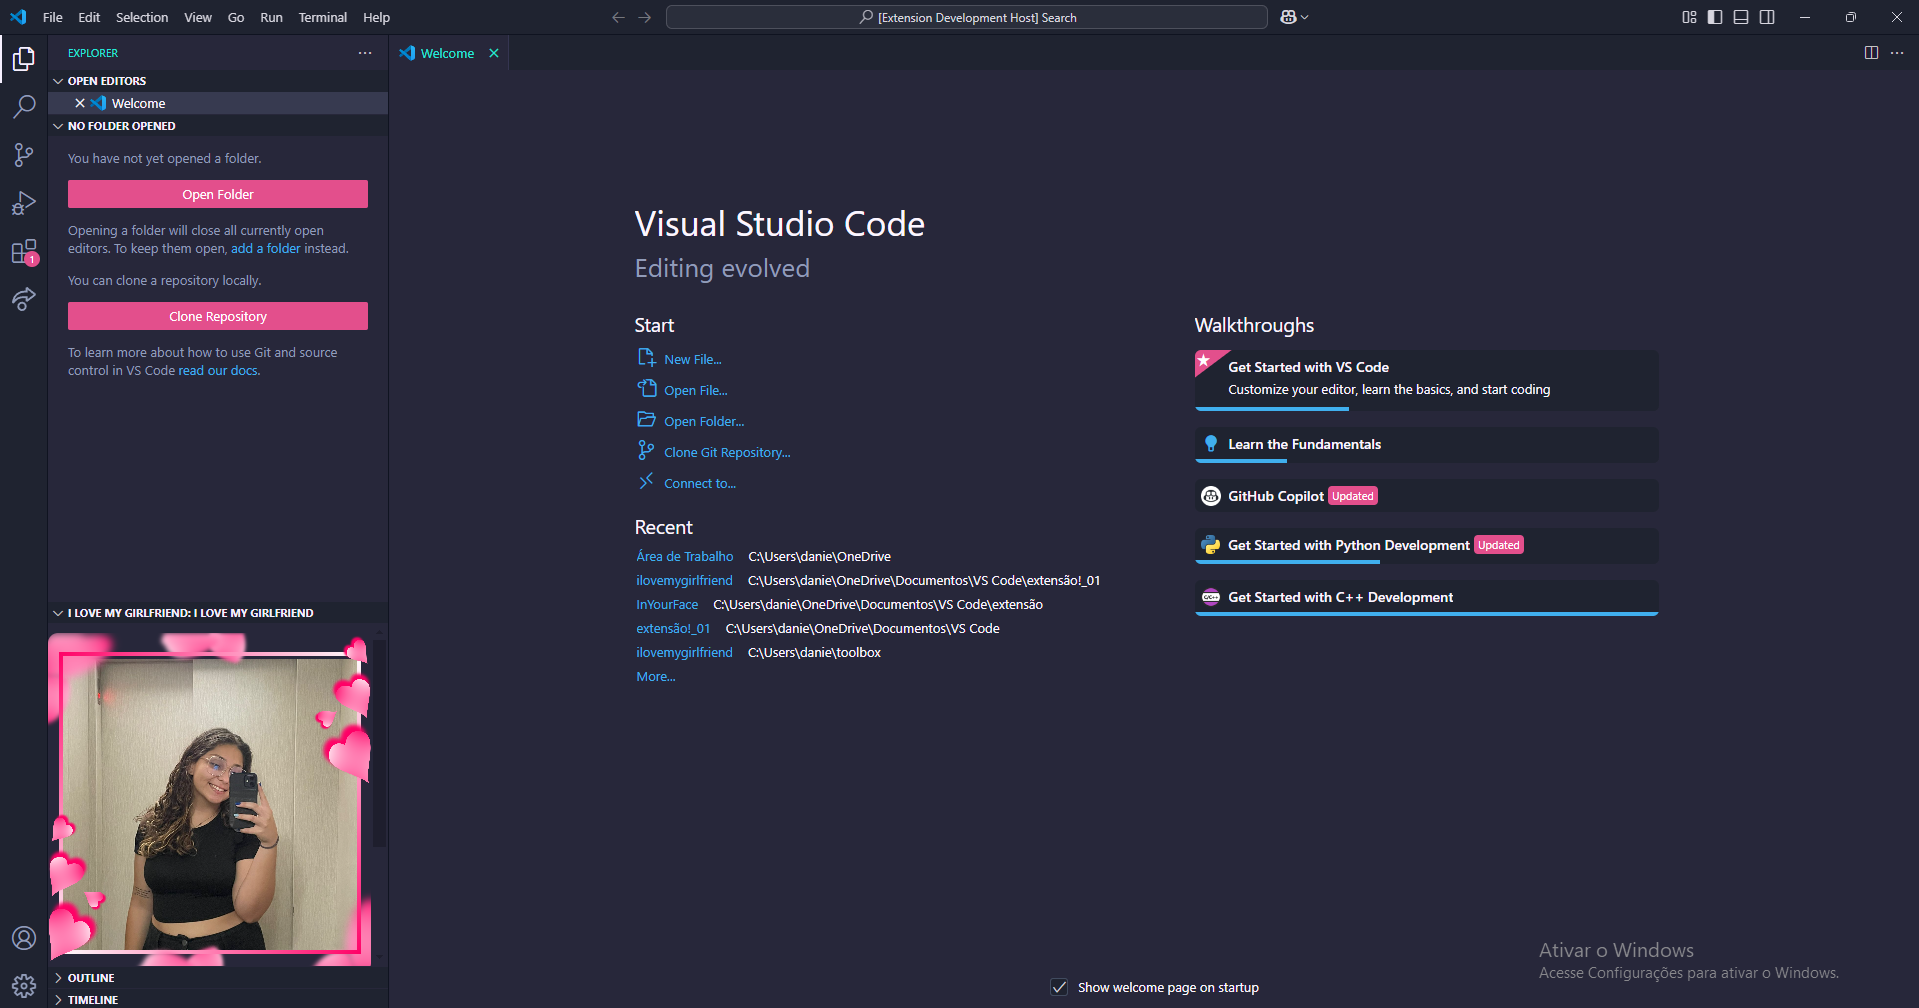 File Edit Selection View Go Run Terminal Help
[Extension Development Host] Search
EXPLORER
OPEN EDITORS
Welcome
NO FOLDER OPENED
You have not yet opened a folder.
Open Folder
Opening a folder will close all currently open
editors. To keep them open, add a folder instead.
You can clone a repository locally.
Clone Repository
To learn more about how to use Git and source
control in VS Code read our docs.
1
I LOVE MY GIRLFRIEND: I LOVE MY GIRLFRIEND
OUTLINE
TIMELINE
Welcome
Visual Studio Code
Editing evolved
Start
New File...
Open File...
Open Folder...
Clone Git Repository...
Connect to...
Recent
Área de Trabalho C:\Users\danie\OneDrive
ilovemygirlfriend C:\Users\danie\OneDrive\Documentos\VS Code\extensão!_01
InYourFace C:\Users\danie\OneDrive\Documentos\VS Code\extensão
extensão!_01 C:\Users\danie\OneDrive\Documentos\VS Code
ilovemygirlfriend C:\Users\danie\toolbox
More...
Walkthroughs
Get Started with VS Code
Customize your editor, learn the basics, and start coding
Learn the Fundamentals
GitHub Copilot Updated
Get Started with Python Development Updated
C/C++ Get Started with C++ Development
Show welcome page on startup
Ativar o Windows
Acesse Configurações para ativar o Windows.